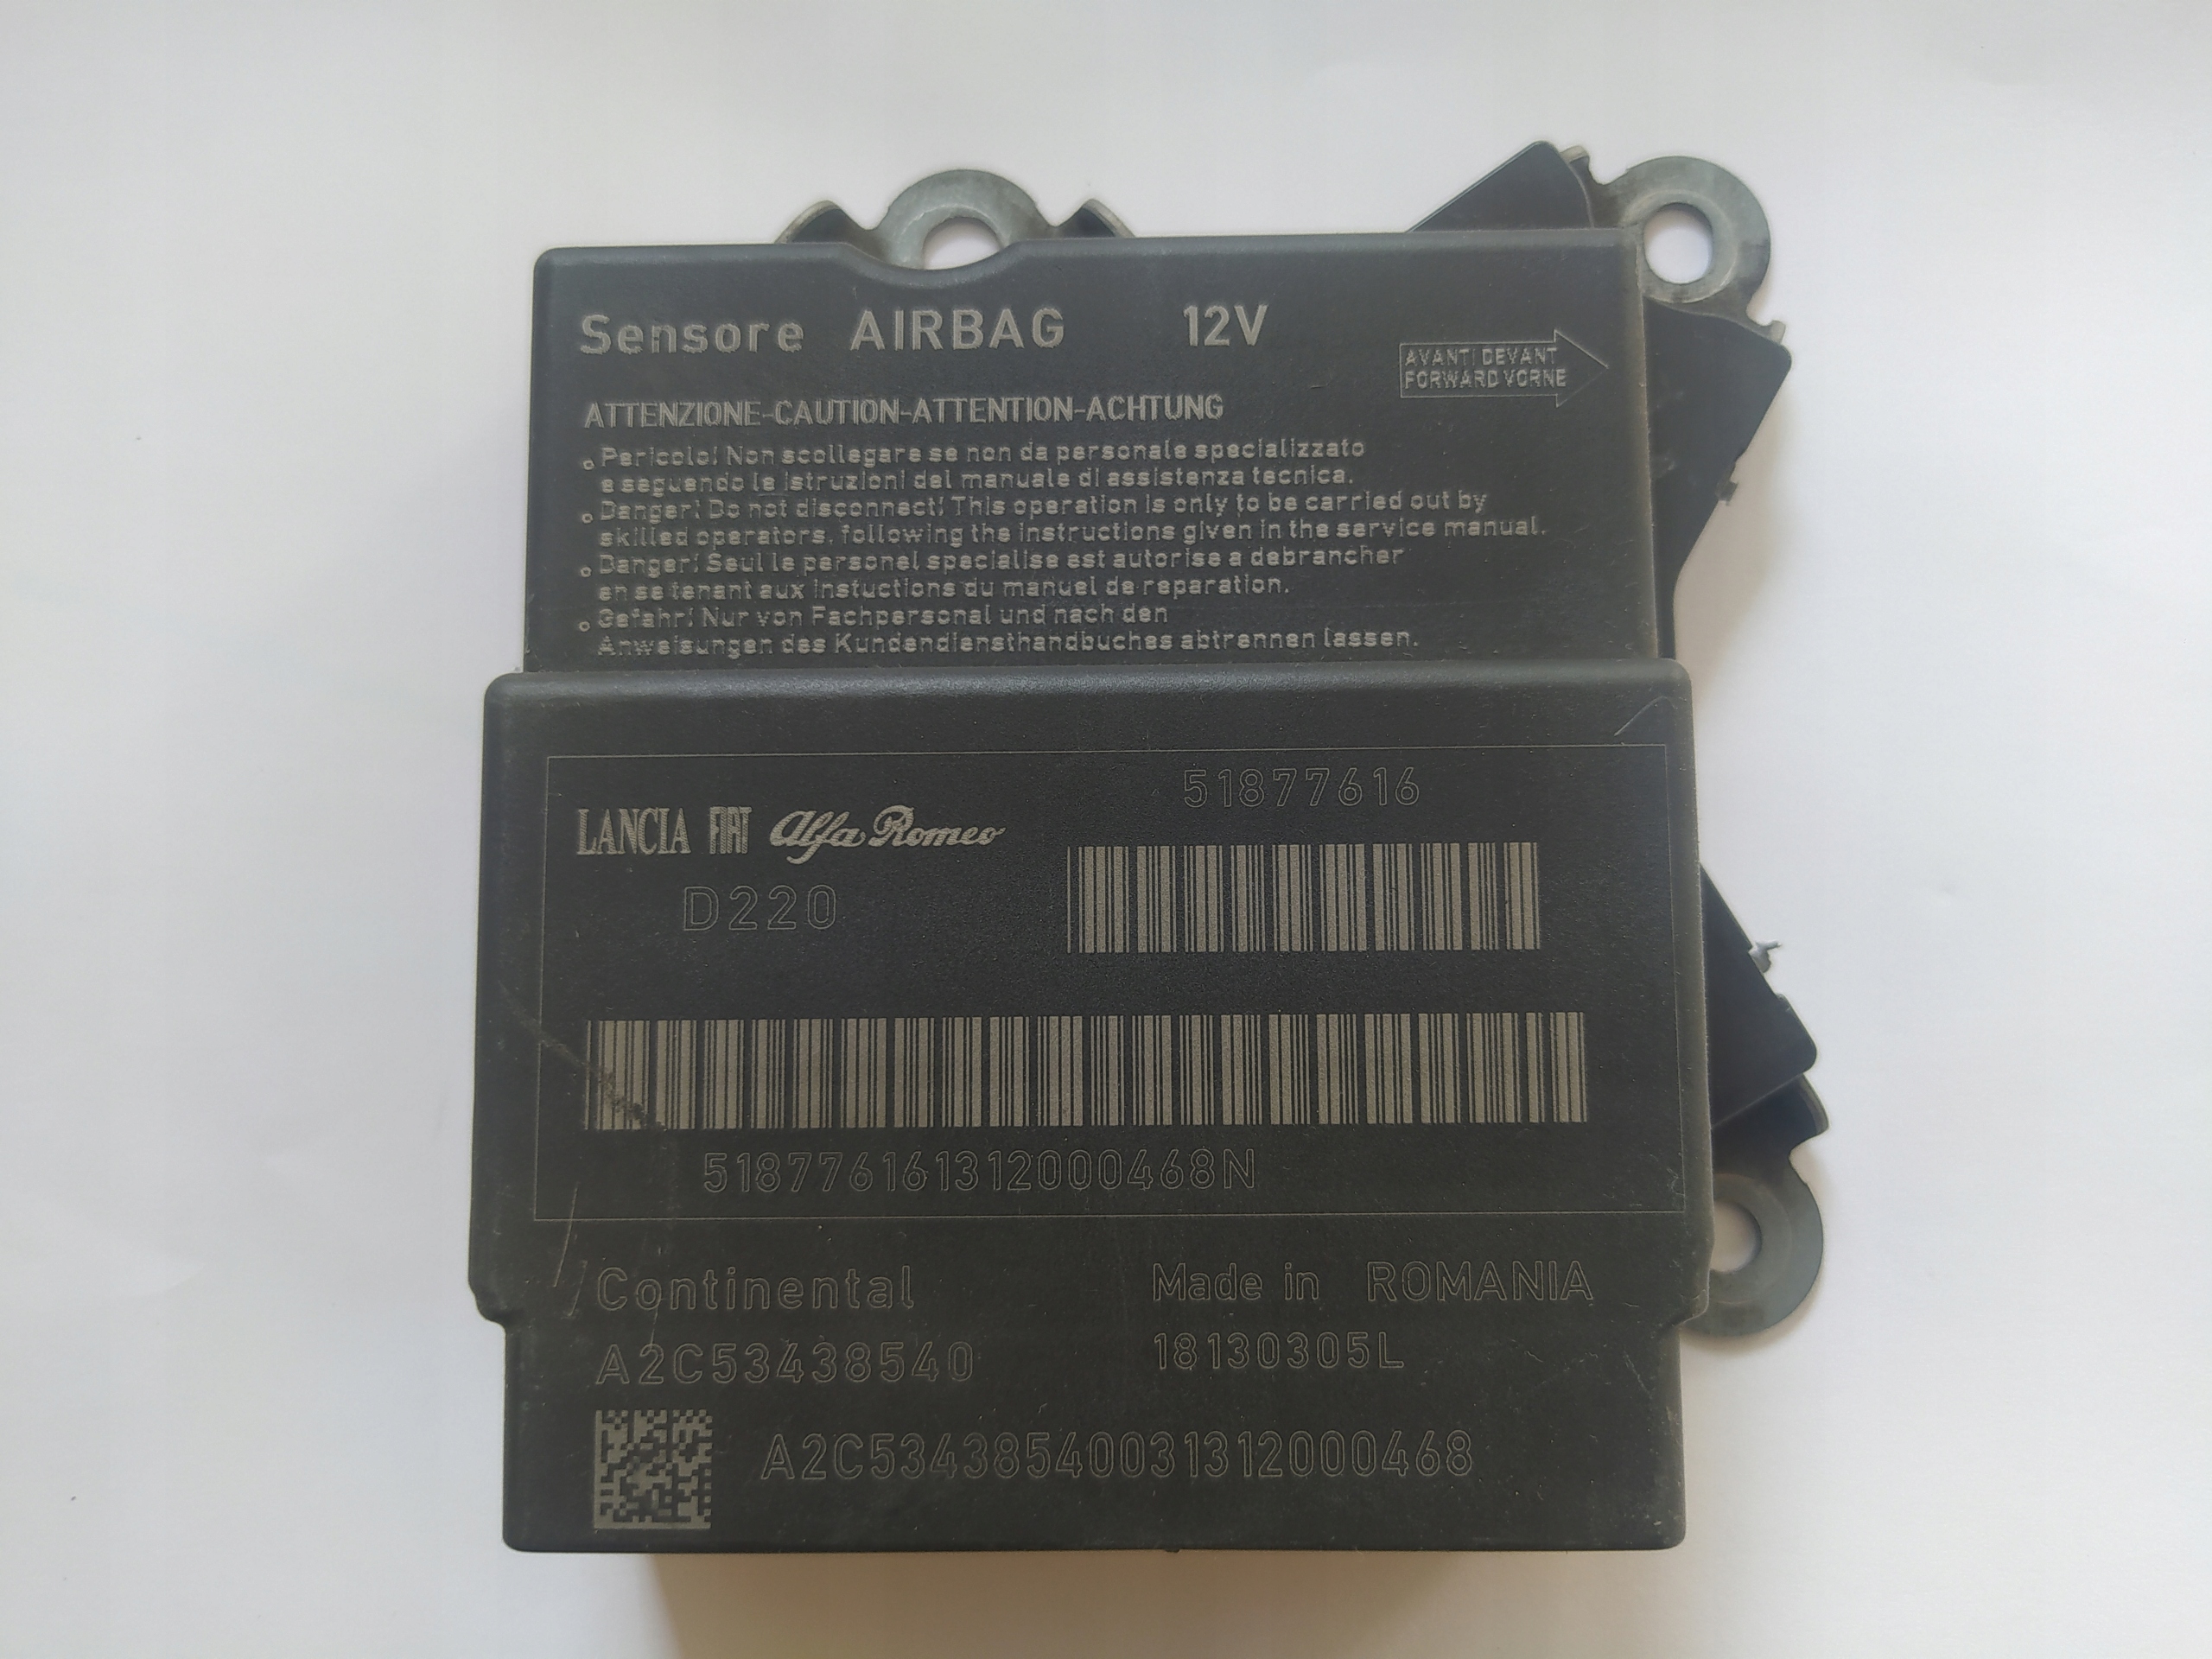 Sensore AIRBAG 12V
AVANTI DEVANT
FORWARD VORNE
ATTENZIONE-CAUTION-ATTENTION-ACHTUNG
Pericolo! Non scollegare se non da personale specializzato
e seguendo le istruzioni del manuale di assistenza tecnica.
Danger! Do not disconnect! This operation is only to be carried out by
skilled operators, following the instructions given in the service manual.
Danger! Seul le personel specialise est autorise a debrancher
en se tenant aux instuctions du manuel de reparation.
Gefahr! Nur von Fachpersonal und nach den
Anweisungen des Kundendiensthandbuches abtrennen lassen.
51877616
LANCIA FIAT Alfa Romeo
D220
518776161312000468N
Continental Made in ROMANIA
A2C53438540 18130305L
A2C53438540031312000468